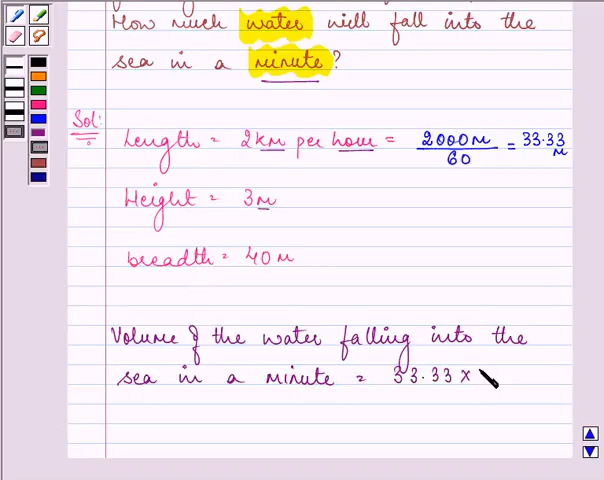 How much water will fall into the
sea in a minute?
Sol:
Length = 2km per hour = 2000m/60 = 33.33 m
Height = 3m
breadth = 40m
Volume of the water falling into the
sea in a minute = 33.33 x